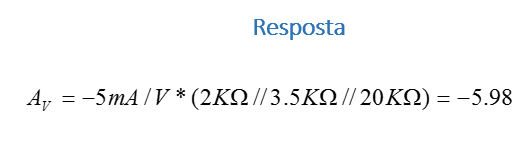 Resposta
A_V = −5mA / V * (2KΩ // 3.5KΩ // 20KΩ) = −5.98